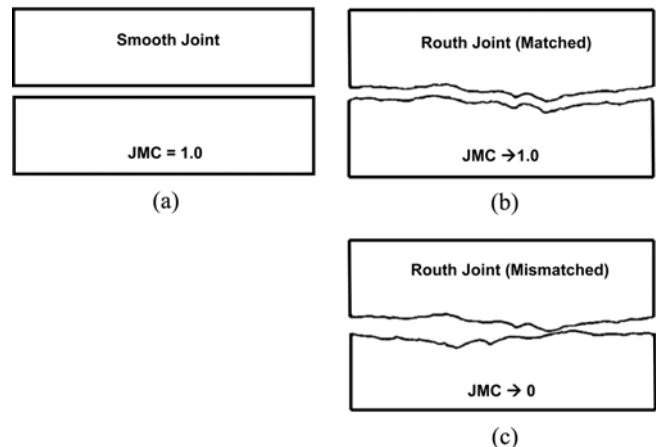 Smooth Joint
JMC = 1.0
(a)
Routh Joint (Matched)
JMC → 1.0
(b)
Routh Joint (Mismatched)
JMC → 0
(c)